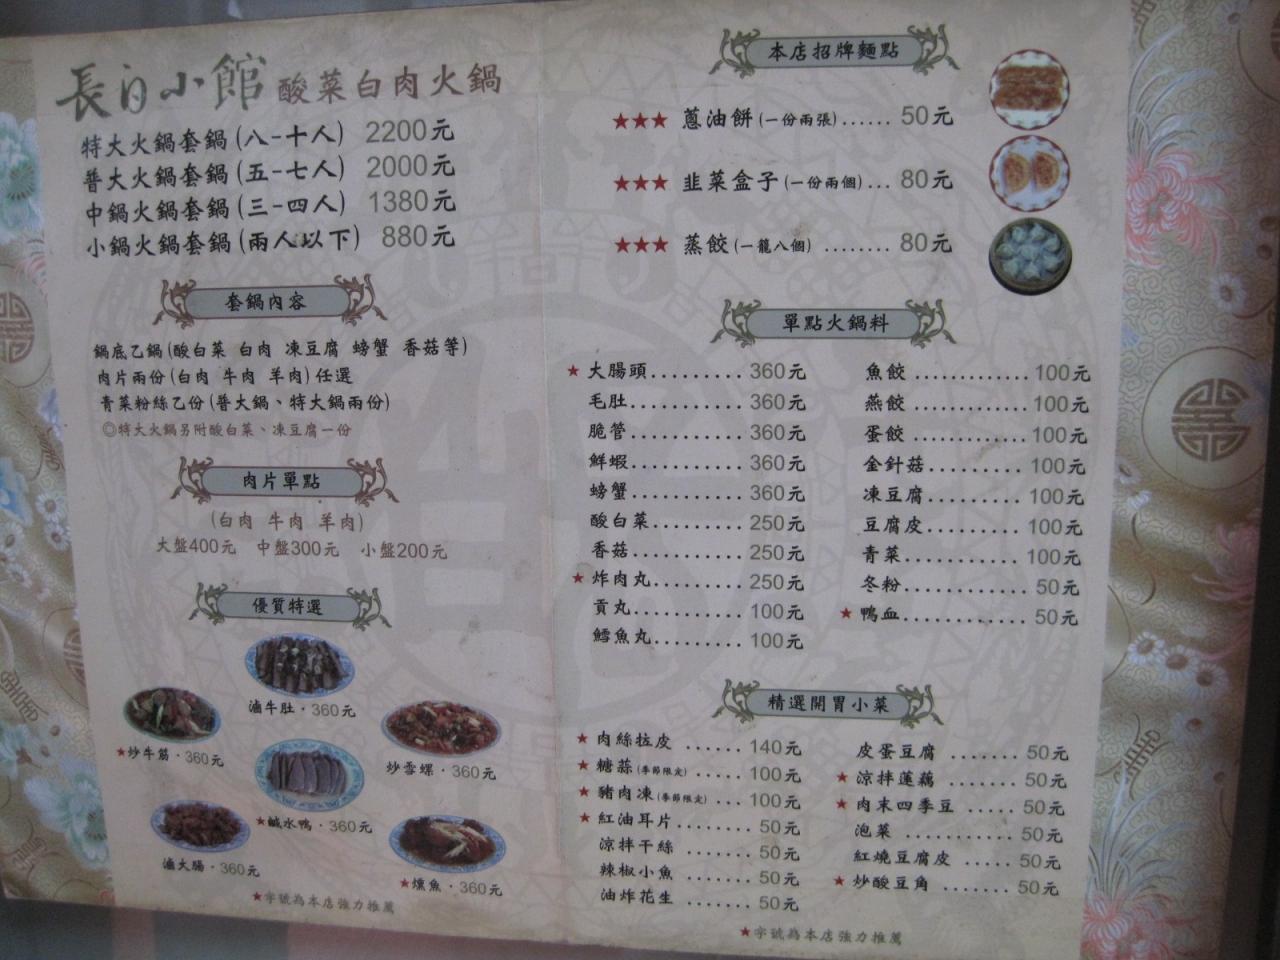 長白小館 酸菜白肉火鍋
特大火鍋套鍋(八-十人) 2200元
普大火鍋套鍋(五-七人) 2000元
中鍋火鍋套鍋(三-四人) 1380元
小鍋火鍋套鍋(兩人以下) 880元
套鍋內容
鍋底乙鍋(酸白菜 白肉 凍豆腐 螃蟹 香菇等)
肉片兩份(白肉 牛肉 羊肉)任選
青菜粉絲乙份(普大鍋、特大鍋兩份)
◎特大火鍋另附酸白菜、凍豆腐一份
肉片單點
(白肉 牛肉 羊肉)
大盤400元 中盤300元 小盤200元
優質特選
滷牛肚·360元
★炒牛筋·360元
炒雪螺·360元
★鹹水鴨·360元
滷大腸·360元
★燻魚·360元
★字號為本店強力推薦
本店招牌麵點
★★★ 蔥油餅(一份兩張)...... 50元
★★★ 韭菜盒子(一份兩個)... 80元
★★★ 蒸餃(一籠八個) ........ 80元
單點火鍋料
★大腸頭......... 360元
毛肚........... 360元
脆管........... 360元
鮮蝦........... 360元
螃蟹........... 360元
酸白菜......... 250元
香菇........... 250元
★炸肉丸......... 250元
貢丸........... 100元
鱈魚丸......... 100元
魚餃 ............ 100元
燕餃 ............ 100元
蛋餃 ............ 100元
金針菇......... 100元
凍豆腐......... 100元
豆腐皮......... 100元
青菜 ........... 100元
冬粉 ............ 50元
★鴨血............ 50元
精選開胃小菜
★肉絲拉皮 ...... 140元
★糖蒜(季節限定) ..... 100元
★豬肉凍(季節限定) ... 100元
★紅油耳片........ 50元
涼拌干絲 ....... 50元
辣椒小魚 ....... 50元
油炸花生 ....... 50元
皮蛋豆腐 ....... 50元
★涼拌蓮藕 ....... 50元
★肉末四季豆 ..... 50元
泡菜 ........... 50元
紅燒豆腐皮 ...... 50元
★炒酸豆角 ....... 50元
★字號為本店強力推薦